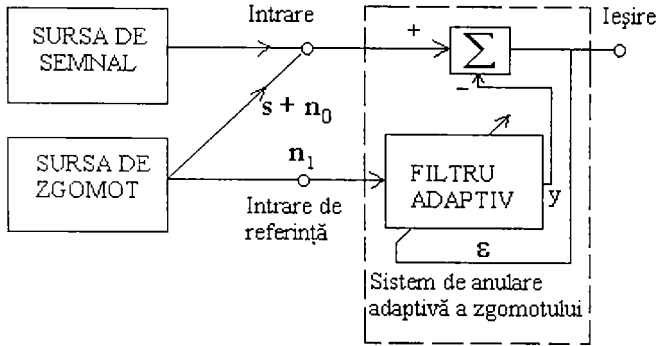 SURSA DE
SEMNAL
Intrare
+
Σ
Ieşire
−
s + n0
SURSA DE
ZGOMOT
n1
FILTRU
ADAPTIV
y
Intrare de
referinţă
ε
Sistem de anulare
adaptivă a zgomotului